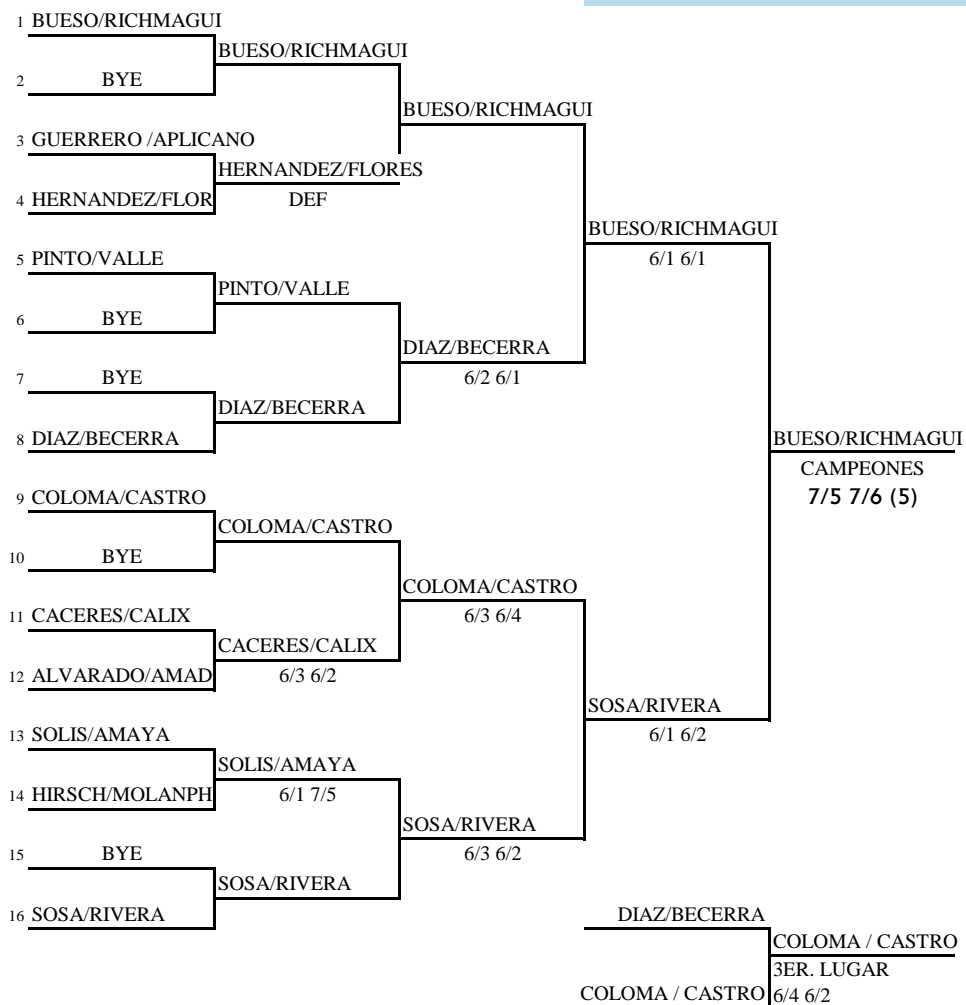 1 BUESO/RICHMAGUI
BUESO/RICHMAGUI
2 BYE
BUESO/RICHMAGUI
3 GUERRERO /APLICANO
HERNANDEZ/FLORES
4 HERNANDEZ/FLOR DEF
BUESO/RICHMAGUI
5 PINTO/VALLE 6/1 6/1
PINTO/VALLE
6 BYE
DIAZ/BECERRA
7 BYE 6/2 6/1
DIAZ/BECERRA
8 DIAZ/BECERRA BUESO/RICHMAGUI
CAMPEONES
9 COLOMA/CASTRO 7/5 7/6 (5)
COLOMA/CASTRO
10 BYE
COLOMA/CASTRO
11 CACERES/CALIX 6/3 6/4
CACERES/CALIX
12 ALVARADO/AMAD 6/3 6/2
SOSA/RIVERA
13 SOLIS/AMAYA 6/1 6/2
SOLIS/AMAYA
14 HIRSCH/MOLANPH 6/1 7/5
SOSA/RIVERA
15 BYE 6/3 6/2
SOSA/RIVERA
16 SOSA/RIVERA DIAZ/BECERRA
COLOMA / CASTRO
3ER. LUGAR
COLOMA / CASTRO 6/4 6/2